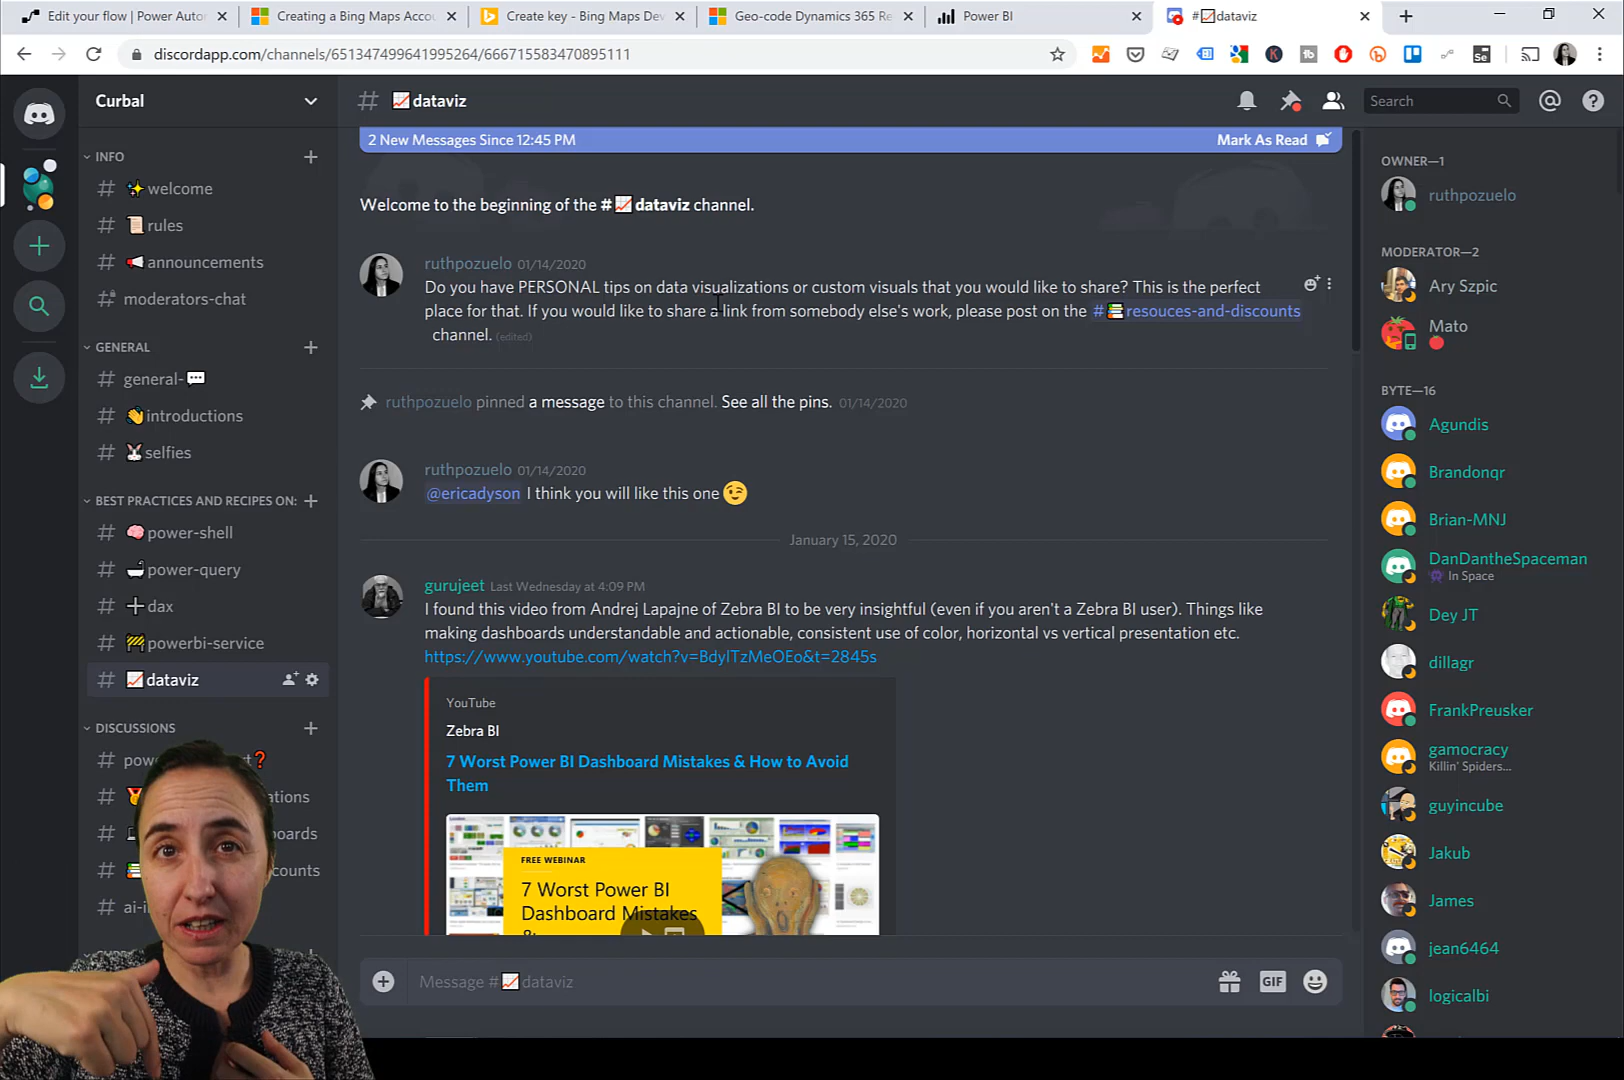 Edit your flow | Power Autor
Creating a Bing Maps Accou
Create key - Bing Maps Dev
Geo-code Dynamics 365 Re
Power BI
#📈dataviz
discordapp.com/channels/651347499641995264/666715583470895111
Curbal
INFO
# ✨welcome
# 📜rules
# 📢announcements
# moderators-chat
GENERAL
# general-💬
# 👋introductions
# 🐰selfies
BEST PRACTICES AND RECIPES ON:
# 🧠power-shell
# 🛁power-query
# ➕dax
# 🚧powerbi-service
# 📈dataviz
DISCUSSIONS
# pow
ations
boards
counts
ai-i
# 📈dataviz
Search
2 New Messages Since 12:45 PM
Mark As Read
Welcome to the beginning of the #📈dataviz channel.
ruthpozuelo 01/14/2020
Do you have PERSONAL tips on data visualizations or custom visuals that you would like to share? This is the perfect
place for that. If you would like to share a link from somebody else's work, please post on the #📚resouces-and-discounts
channel. (edited)
ruthpozuelo pinned a message to this channel. See all the pins. 01/14/2020
ruthpozuelo 01/14/2020
@ericadyson I think you will like this one 😉
January 15, 2020
gurujeet Last Wednesday at 4:09 PM
I found this video from Andrej Lapajne of Zebra BI to be very insightful (even if you aren't a Zebra BI user). Things like
making dashboards understandable and actionable, consistent use of color, horizontal vs vertical presentation etc.
https://www.youtube.com/watch?v=BdylTzMeOEo&t=2845s
YouTube
Zebra BI
7 Worst Power BI Dashboard Mistakes & How to Avoid
Them
FREE WEBINAR
7 Worst Power BI
Dashboard Mistakes
Message #📈dataviz
GIF
OWNER—1
ruthpozuelo
MODERATOR—2
Ary Szpic
Mato
BYTE—16
Agundis
Brandonqr
Brian-MNJ
DanDantheSpaceman
In Space
Dey JT
dillagr
FrankPreusker
gamocracy
Killin' Spiders...
guyincube
Jakub
James
jean6464
logicalbi